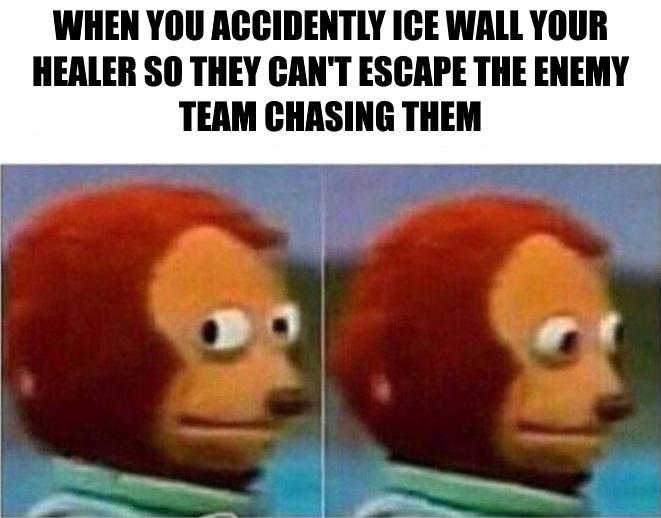 WHEN YOU ACCIDENTLY ICE WALL YOUR
HEALER SO THEY CAN'T ESCAPE THE ENEMY
TEAM CHASING THEM